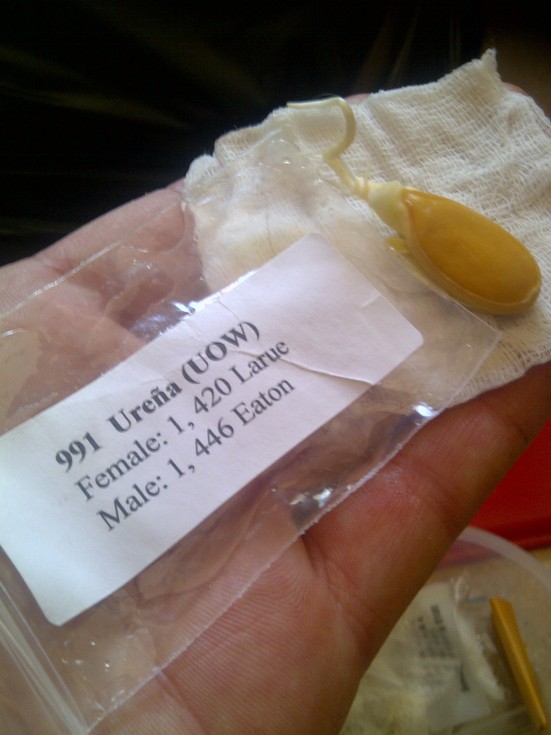 991 Ureña (UOW)
Female: 1, 420 Larue
Male: 1, 446 Eaton